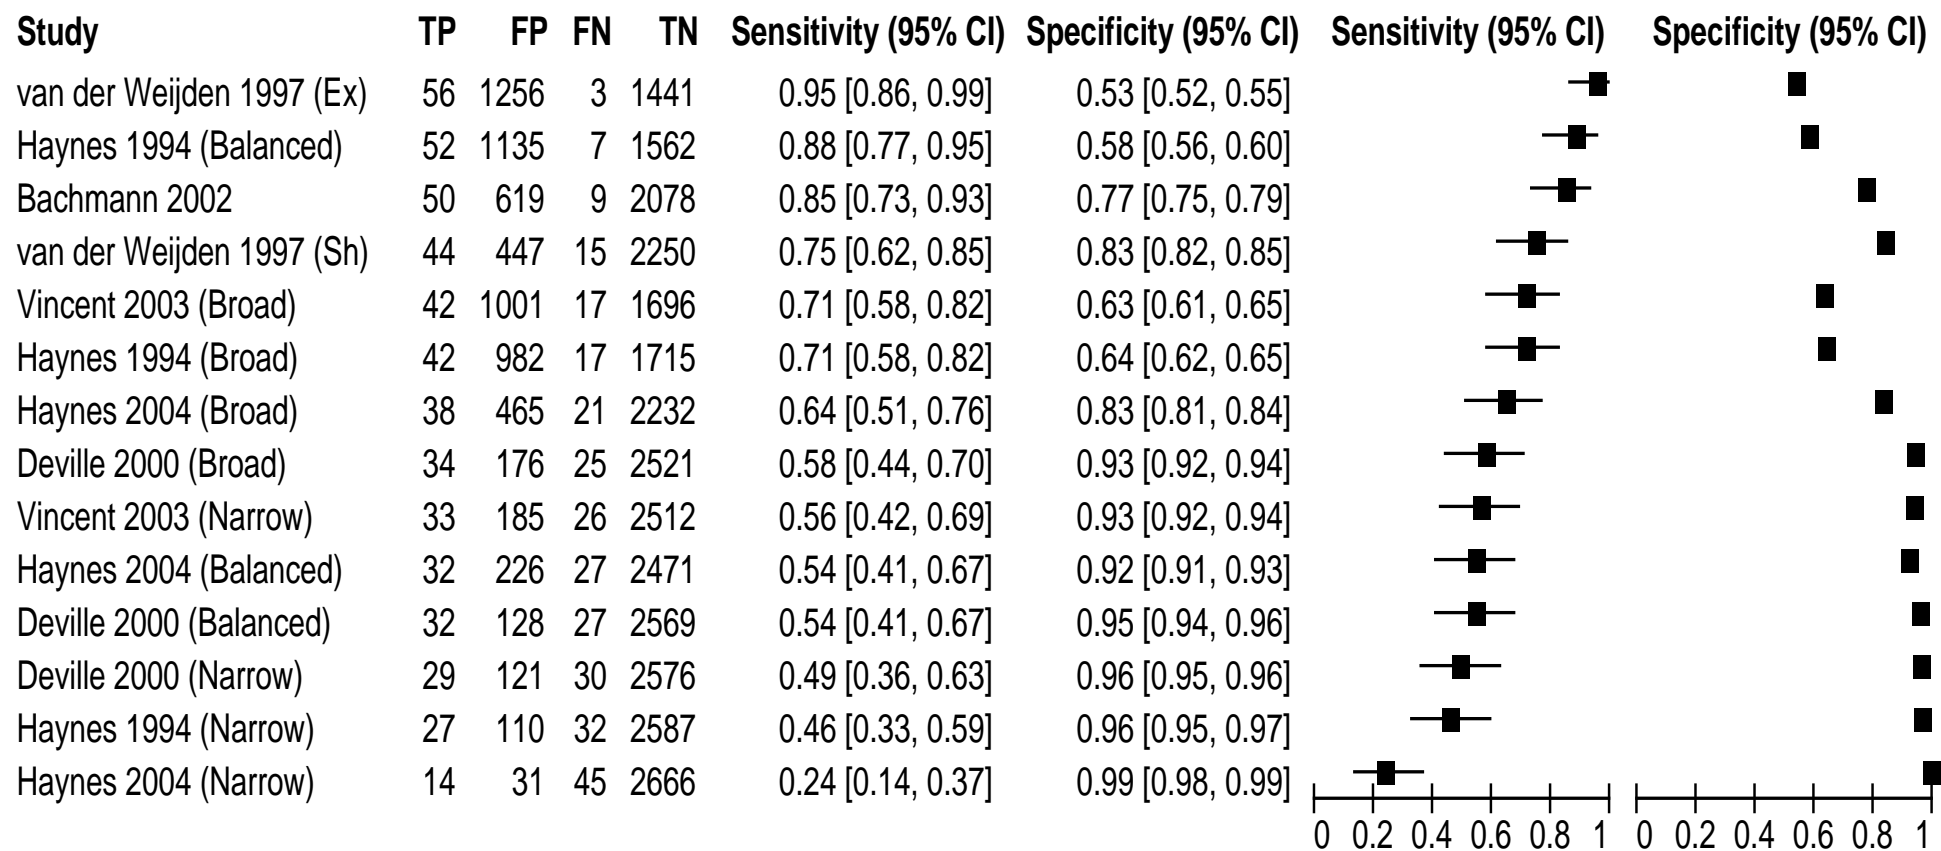 Study TP FP FN TN Sensitivity (95% CI) Specificity (95% CI) Sensitivity (95% CI) Specificity (95% CI)
van der Weijden 1997 (Ex) 56 1256 3 1441 0.95 [0.86, 0.99] 0.53 [0.52, 0.55]
Haynes 1994 (Balanced) 52 1135 7 1562 0.88 [0.77, 0.95] 0.58 [0.56, 0.60]
Bachmann 2002 50 619 9 2078 0.85 [0.73, 0.93] 0.77 [0.75, 0.79]
van der Weijden 1997 (Sh) 44 447 15 2250 0.75 [0.62, 0.85] 0.83 [0.82, 0.85]
Vincent 2003 (Broad) 42 1001 17 1696 0.71 [0.58, 0.82] 0.63 [0.61, 0.65]
Haynes 1994 (Broad) 42 982 17 1715 0.71 [0.58, 0.82] 0.64 [0.62, 0.65]
Haynes 2004 (Broad) 38 465 21 2232 0.64 [0.51, 0.76] 0.83 [0.81, 0.84]
Deville 2000 (Broad) 34 176 25 2521 0.58 [0.44, 0.70] 0.93 [0.92, 0.94]
Vincent 2003 (Narrow) 33 185 26 2512 0.56 [0.42, 0.69] 0.93 [0.92, 0.94]
Haynes 2004 (Balanced) 32 226 27 2471 0.54 [0.41, 0.67] 0.92 [0.91, 0.93]
Deville 2000 (Balanced) 32 128 27 2569 0.54 [0.41, 0.67] 0.95 [0.94, 0.96]
Deville 2000 (Narrow) 29 121 30 2576 0.49 [0.36, 0.63] 0.96 [0.95, 0.96]
Haynes 1994 (Narrow) 27 110 32 2587 0.46 [0.33, 0.59] 0.96 [0.95, 0.97]
Haynes 2004 (Narrow) 14 31 45 2666 0.24 [0.14, 0.37] 0.99 [0.98, 0.99]
0 0.2 0.4 0.6 0.8 1 0 0.2 0.4 0.6 0.8 1